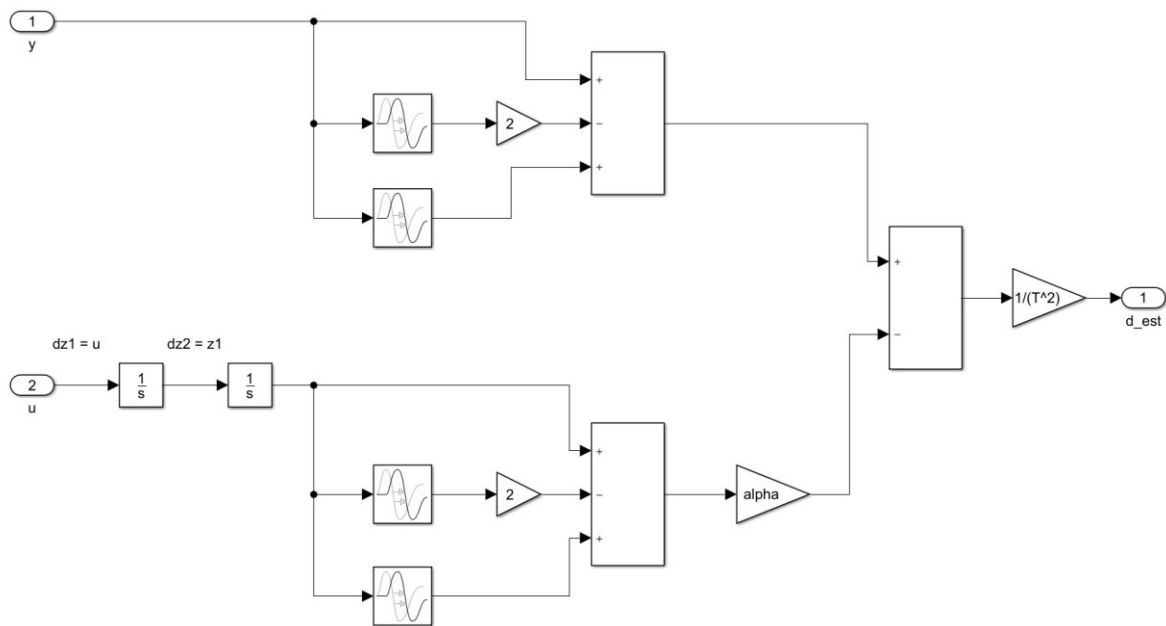 1
y
+
2
−
+
+
1/(T^2)
1
−
d_est
dz1 = u
dz2 = z1
2
1
s
1
s
u
+
2
−
alpha
+